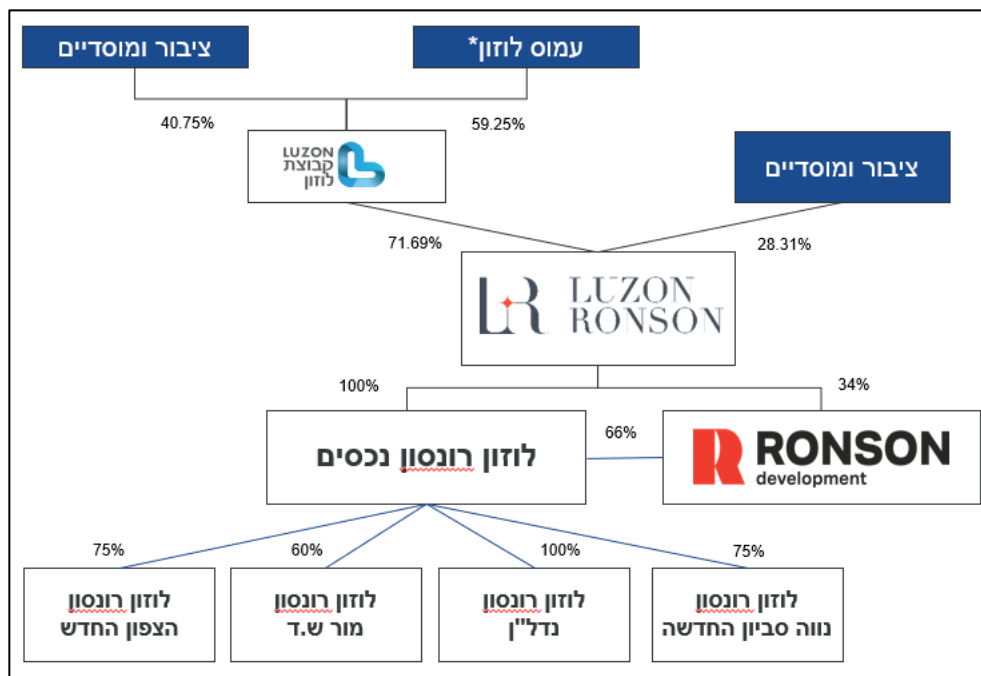 ציבור ומוסדיים
עמוס לוזון*
40.75%
59.25%
LUZON
קבוצת
לוזון
ציבור ומוסדיים
71.69%
28.31%
LR
LUZON
RONSON
100%
34%
לוזון רונסון נכסים
66%
RONSON
development
75%
60%
100%
75%
לוזון רונסון
הצפון החדש
לוזון רונסון
מור ש.ד
לוזון רונסון
נדל"ן
לוזון רונסון
נווה סביון החדשה